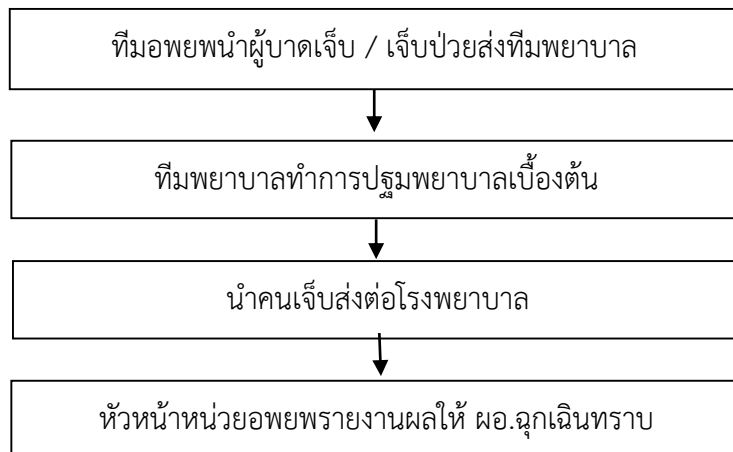 ทีมอพยพนำผู้บาดเจ็บ / เจ็บป่วยส่งทีมพยาบาล
ทีมพยาบาลทำการปฐมพยาบาลเบื้องต้น
นำคนเจ็บส่งต่อโรงพยาบาล
หัวหน้าหน่วยอพยพรายงานผลให้ ผอ.ฉุกเฉินทราบ